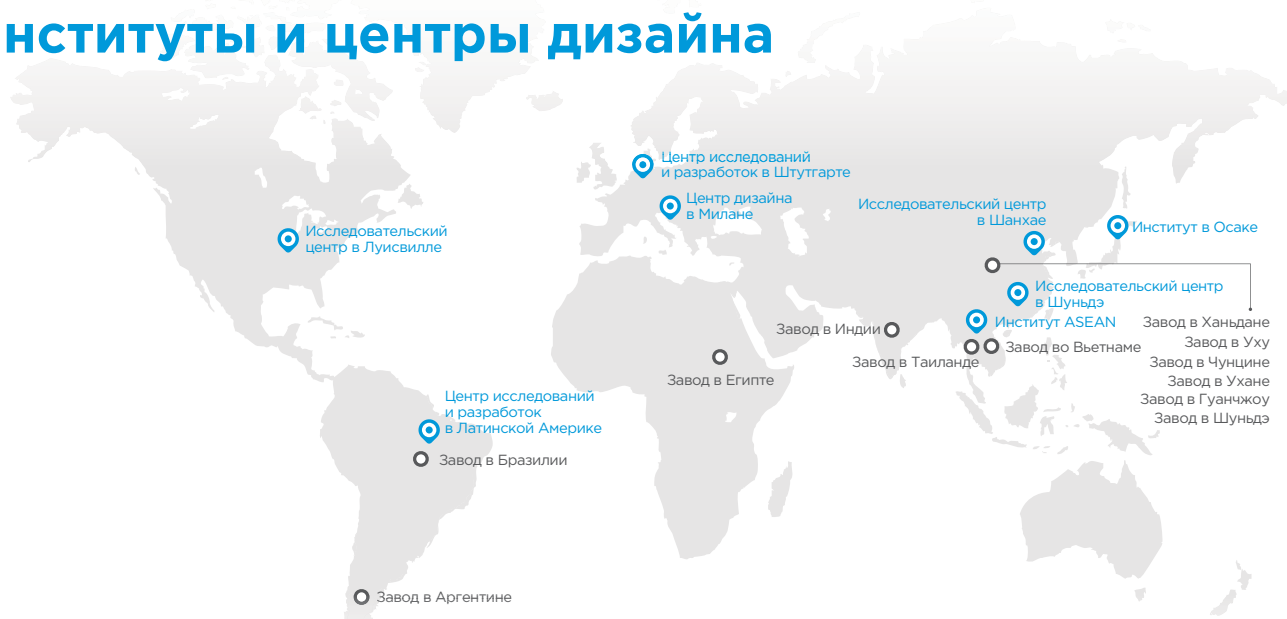 нституты и центры дизайна
Центр исследований
и разработок в Штутгарте
Центр дизайна
в Милане
Исследовательский центр
в Шанхае
Институт в Осаке
Исследовательский
центр в Луисвилле
Исследовательский центр
в Шуньдэ
Институт ASEAN
Завод в Индии
Завод во Вьетнаме
Завод в Таиланде
Завод в Египте
Завод в Ханьдане
Завод в Уху
Завод в Чунцине
Завод в Ухане
Завод в Гуанчжоу
Завод в Шуньдэ
Центр исследований
и разработок
в Латинской Америке
Завод в Бразилии
Завод в Аргентине